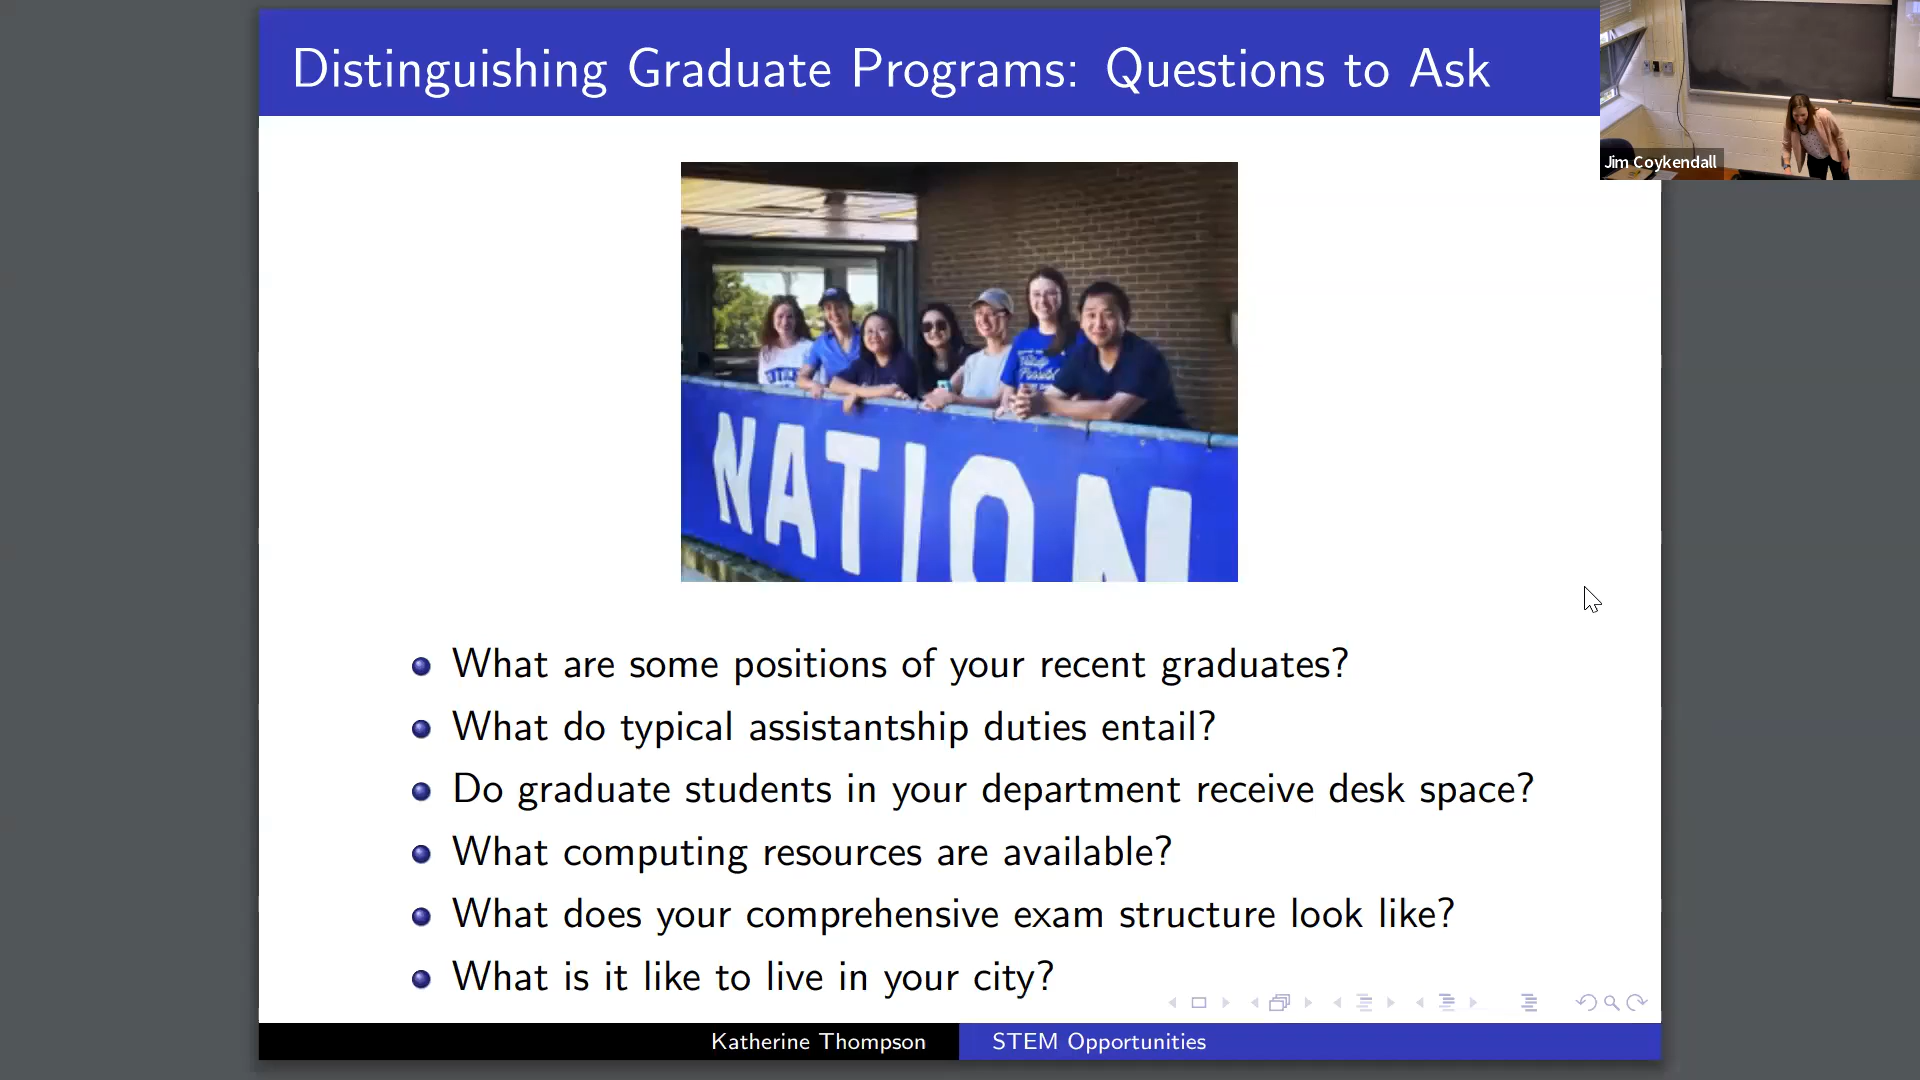 Distinguishing Graduate Programs: Questions to Ask
Jim Coykendall
NATION
What are some positions of your recent graduates?
What do typical assistantship duties entail?
Do graduate students in your department receive desk space?
What computing resources are available?
What does your comprehensive exam structure look like?
What is it like to live in your city?
Katherine Thompson
STEM Opportunities